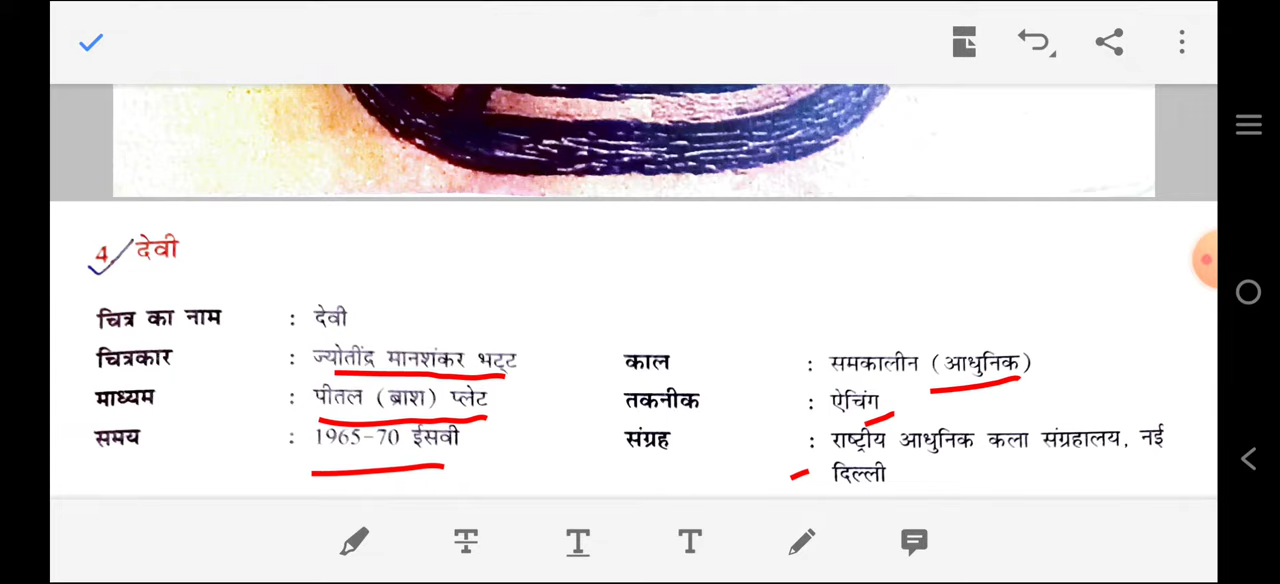 4 देवी
चित्र का नाम : देवी
चित्रकार : ज्योतींद्र मानशंकर भट्ट काल : समकालीन (आधुनिक)
माध्यम : पीतल (ब्राश) प्लेट तकनीक : ऐचिंग
समय : 1965-70 ईसवी संग्रह : राष्ट्रीय आधुनिक कला संग्रहालय, नई
दिल्ली
T T T